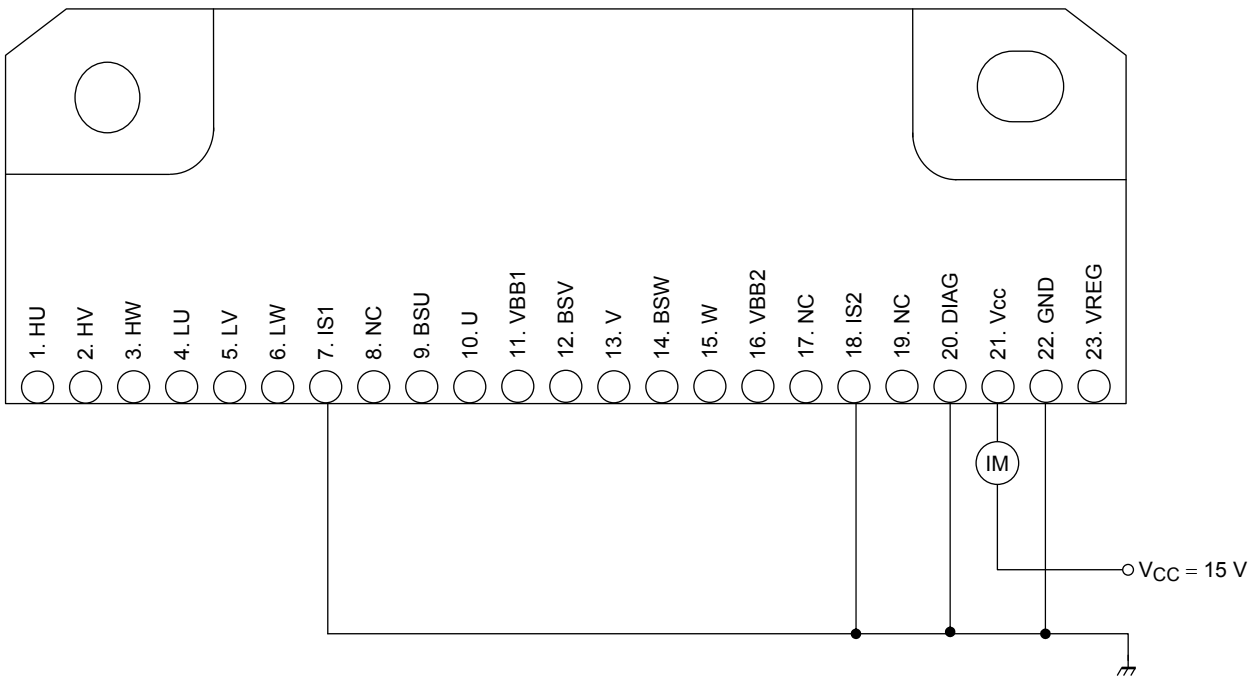 1. HU
2. HV
3. HW
4. LU
5. LV
6. LW
7. IS1
8. NC
9. BSU
10. U
11. VBB1
12. BSV
13. V
14. BSW
15. W
16. VBB2
17. NC
18. IS2
19. NC
20. DIAG
21. Vcc
22. GND
23. VREG
IM
VCC = 15 V